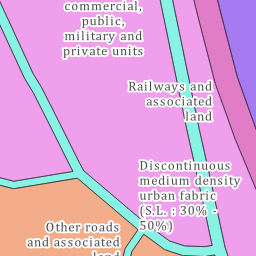 commercial,
public,
military and
private units
Railways and
associated
land
Discontinuous
medium density
urban fabric
(S.L. : 30% -
50%)
Other roads
and associated
land